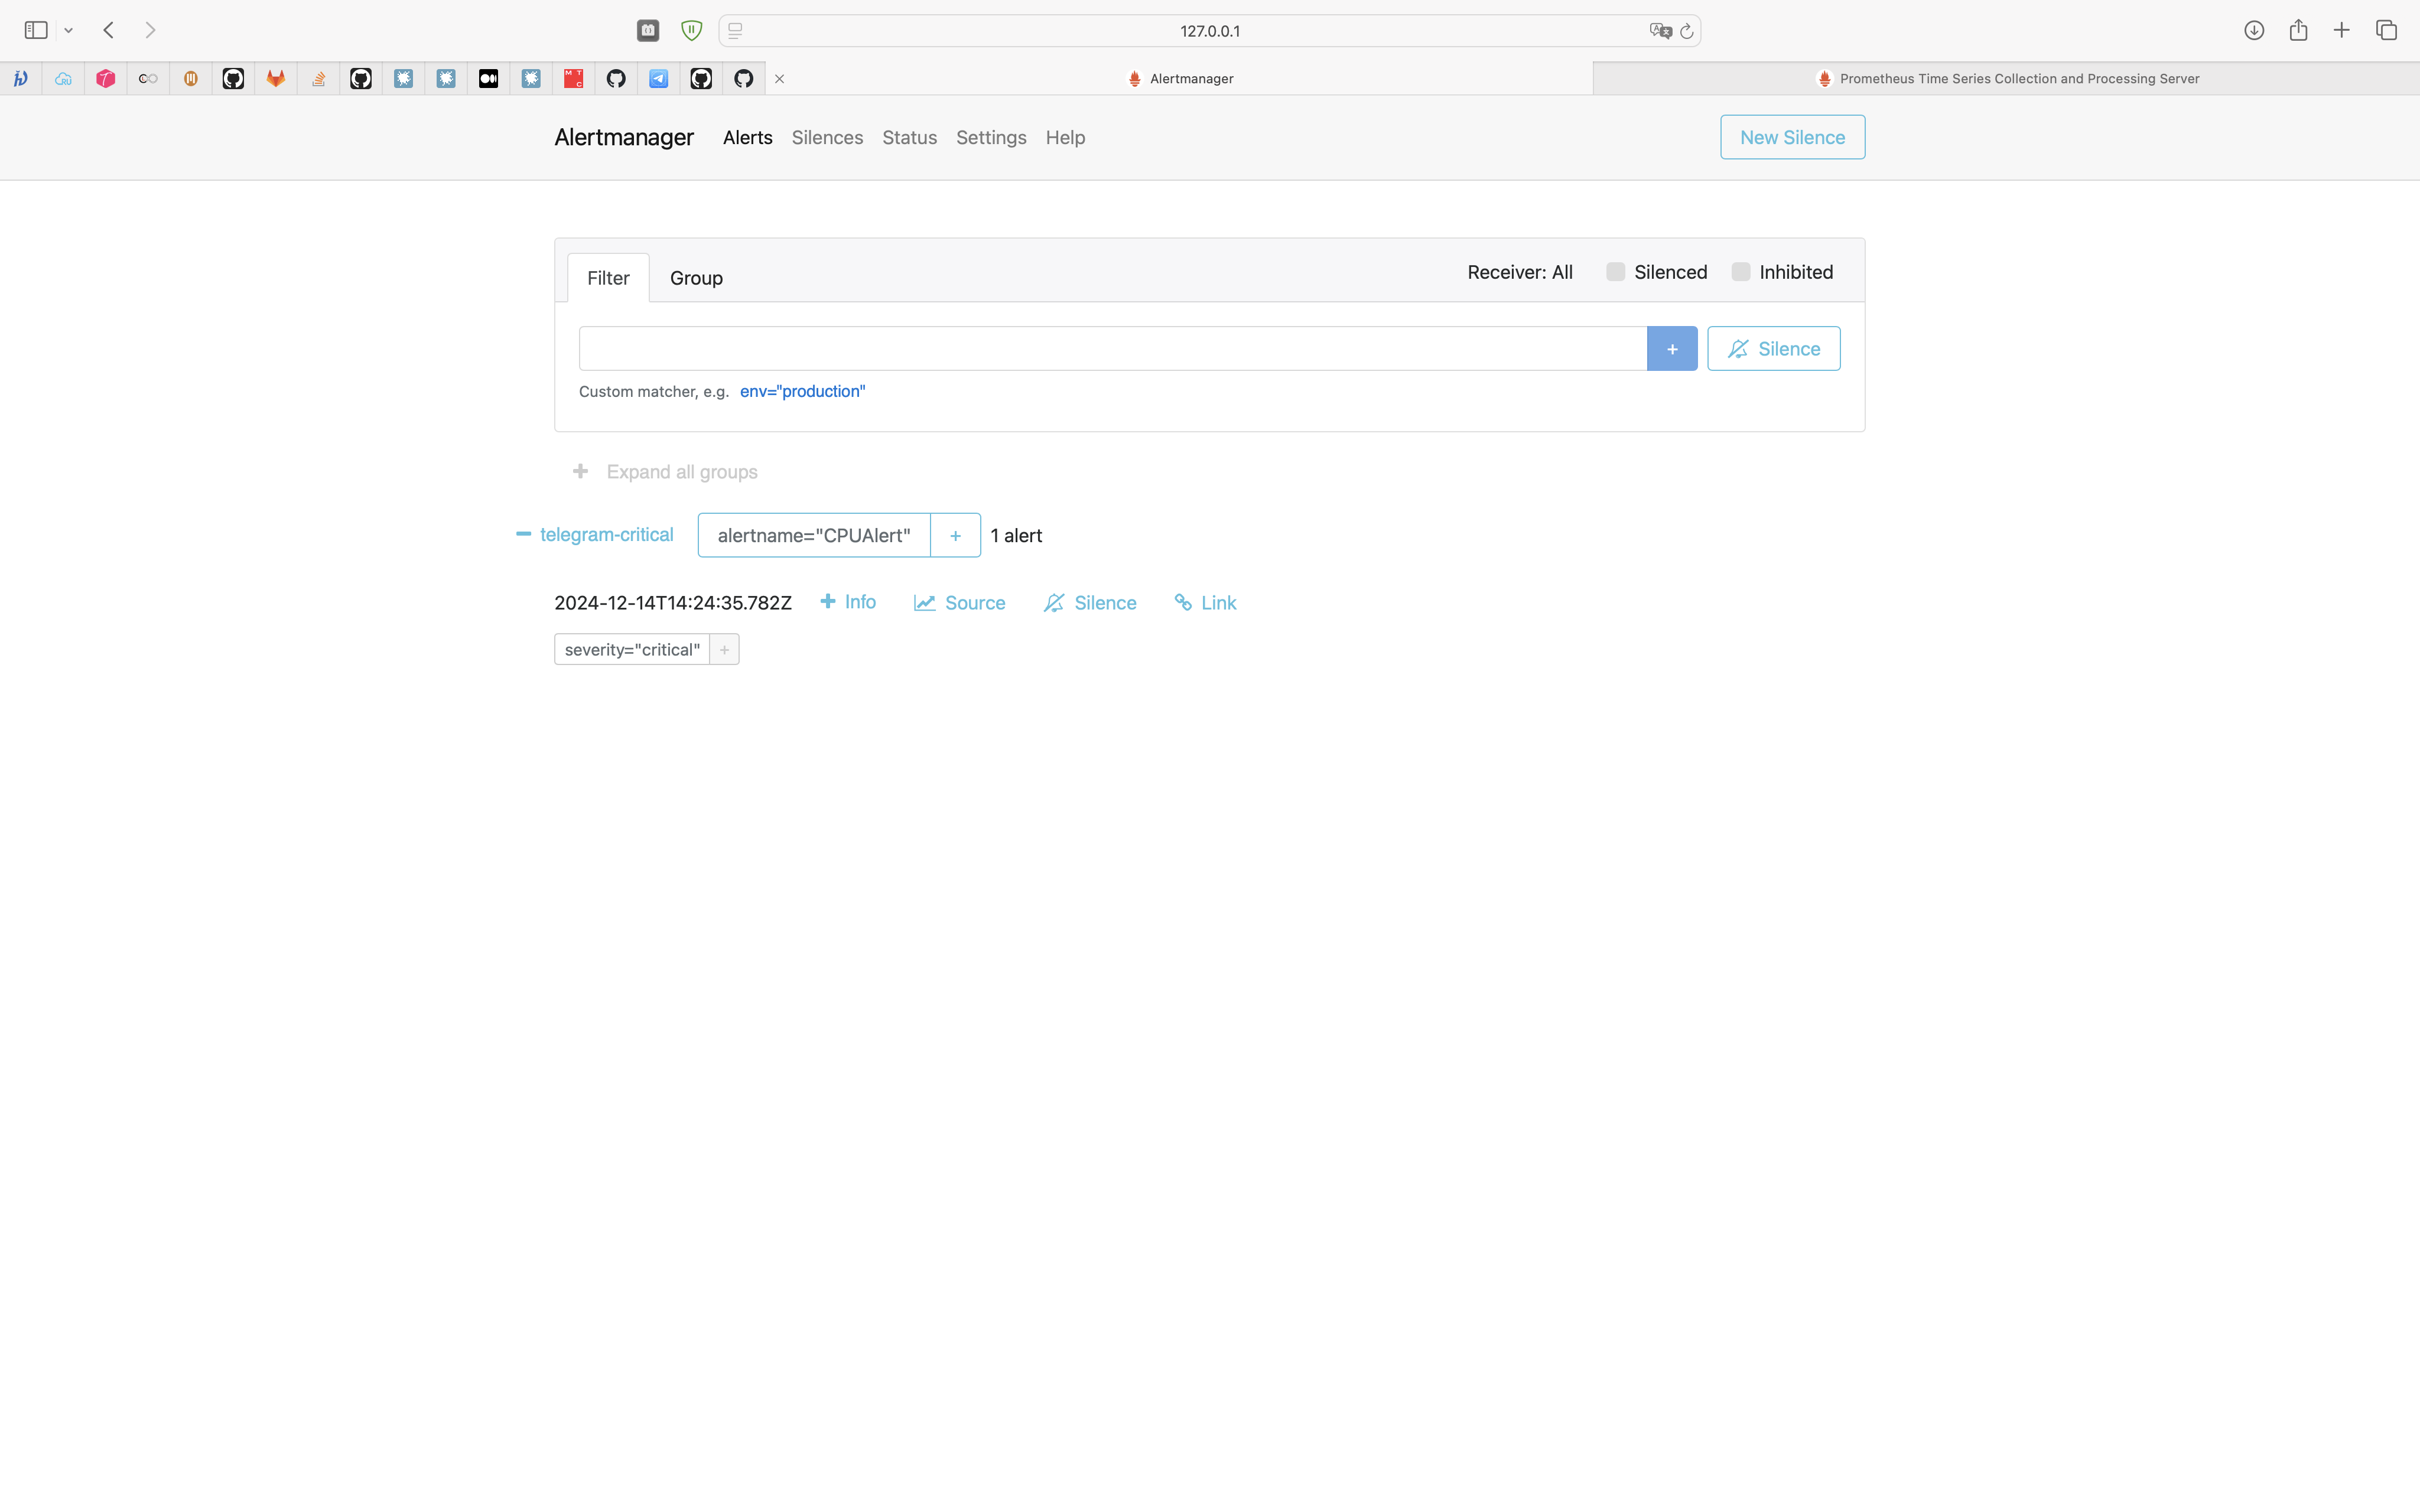 127.0.0.1
Alertmanager
Prometheus Time Series Collection and Processing Server
Alertmanager Alerts Silences Status Settings Help New Silence
Filter Group Receiver: All Silenced Inhibited
+ Silence
Custom matcher, e.g. env="production"
+ Expand all groups
telegram-critical alertname="CPUAlert" + 1 alert
2024-12-14T14:24:35.782Z + Info Source Silence Link
severity="critical" +